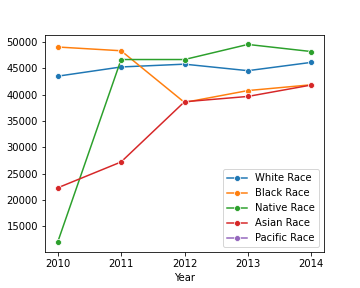 50000
45000
40000
35000
30000
25000
20000
15000
2010 2011 2012 2013 2014
Year
White Race
Black Race
Native Race
Asian Race
Pacific Race